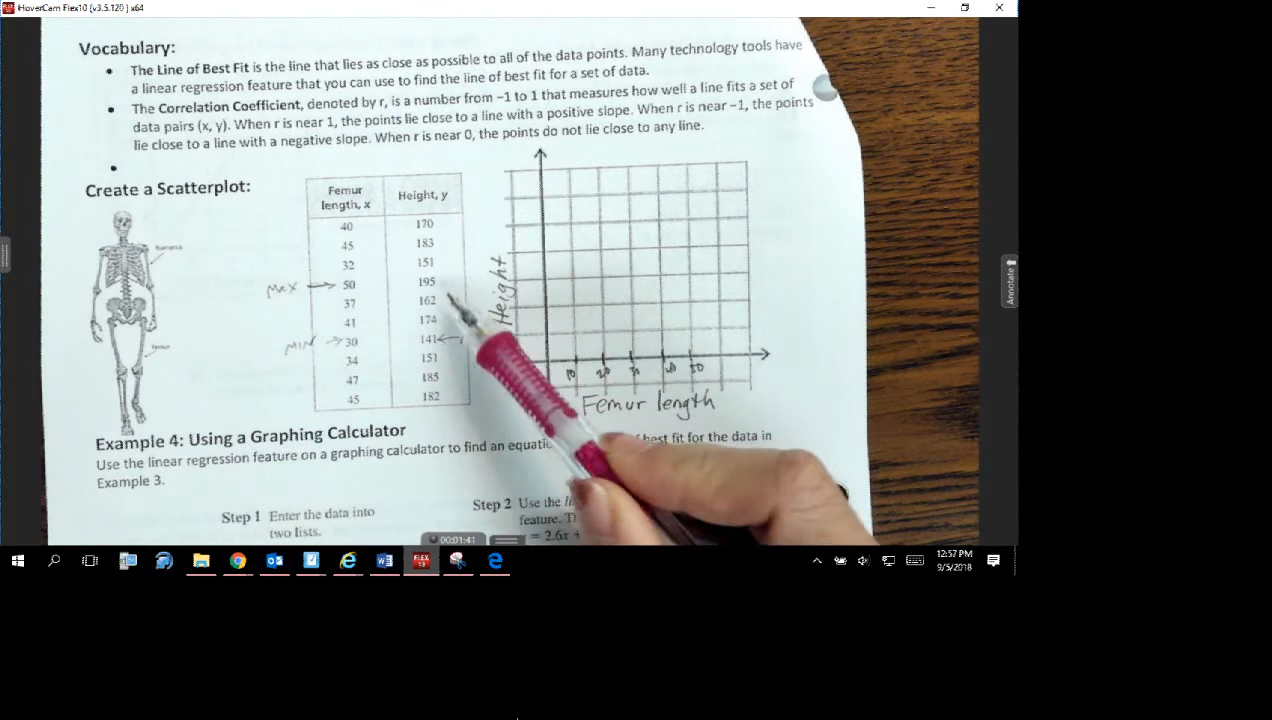 HoverCam Flex10 [v3.5.120] x64
Vocabulary:
• The Line of Best Fit is the line that lies as close as possible to all of the data points. Many technology tools have
a linear regression feature that you can use to find the line of best fit for a set of data.
• The Correlation Coefficient, denoted by r, is a number from −1 to 1 that measures how well a line fits a set of
data pairs (x, y). When r is near 1, the points lie close to a line with a positive slope. When r is near −1, the points
lie close to a line with a negative slope. When r is near 0, the points do not lie close to any line.
•
Create a Scatterplot:
Femur length, x Height, y
40 170
45 183
32 151
MAX → 50 195
37 162
41 174
MIN → 30 141 ←
34 151
47 185
45 182
humerus
femur
Height
10 20 30 40 50
Femur length
Example 4: Using a Graphing Calculator
Use the linear regression feature on a graphing calculator to find an equatio best fit for the data in
Example 3.
Step 1 Enter the data into
two lists.
Step 2 Use the
feature.
= 2.6x +
Annotate
00:01:41
12:57 PM
9/5/2018